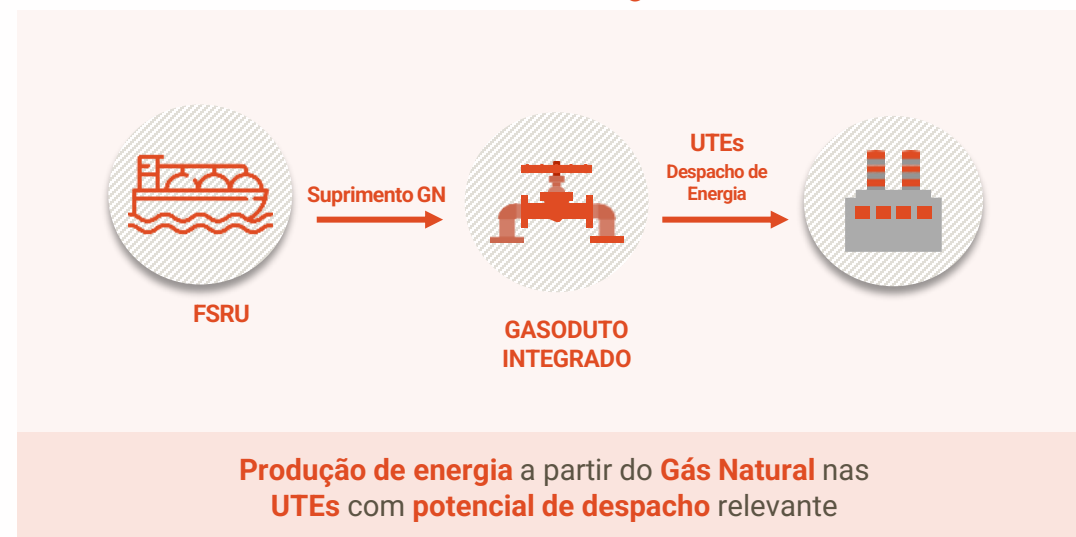 Suprimento GN
UTEs
Despacho de
Energia
FSRU
GASODUTO
INTEGRADO
Produção de energia a partir do Gás Natural nas
UTEs com potencial de despacho relevante